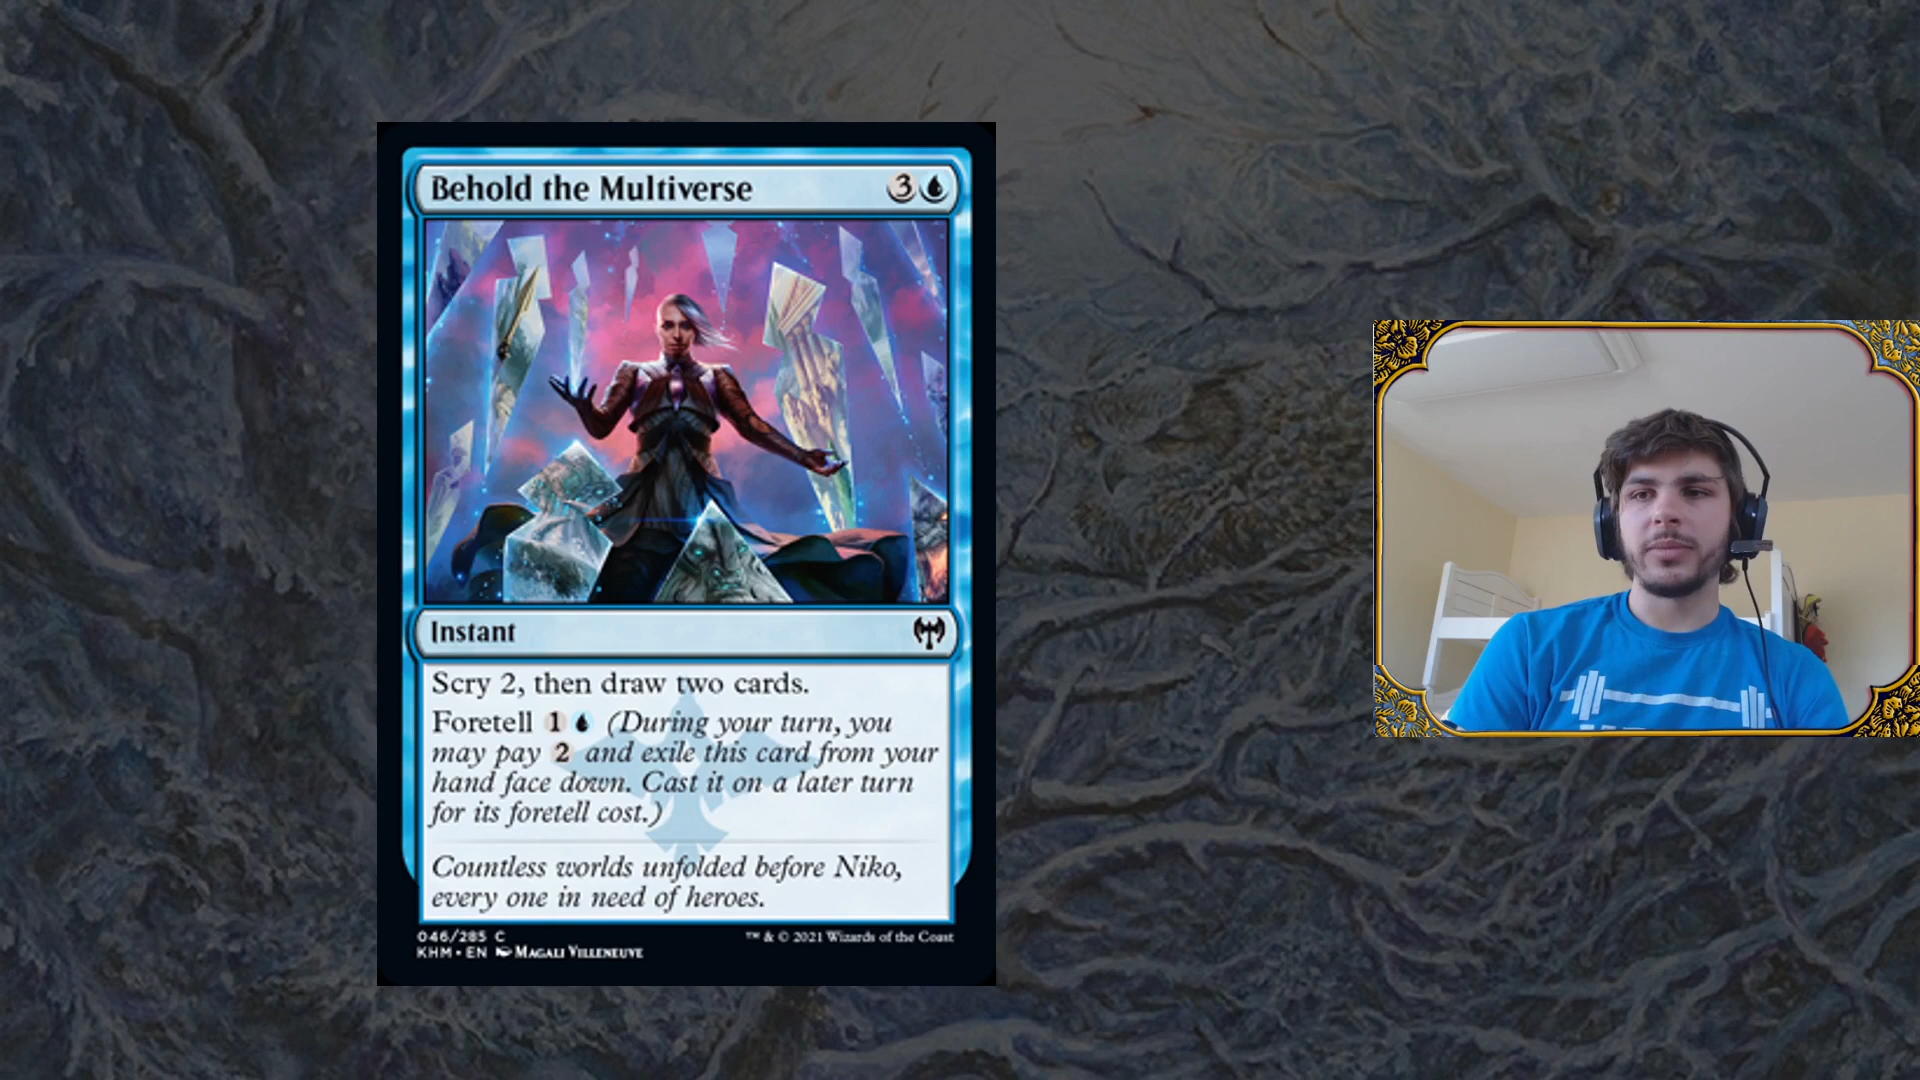 Behold the Multiverse 3
Instant
Scry 2, then draw two cards.
Foretell 1 (During your turn, you
may pay 2 and exile this card from your
hand face down. Cast it on a later turn
for its foretell cost.)
Countless worlds unfolded before Niko,
every one in need of heroes.
046/285 C
KHM • EN Magali Villeneuve
™ & © 2021 Wizards of the Coast